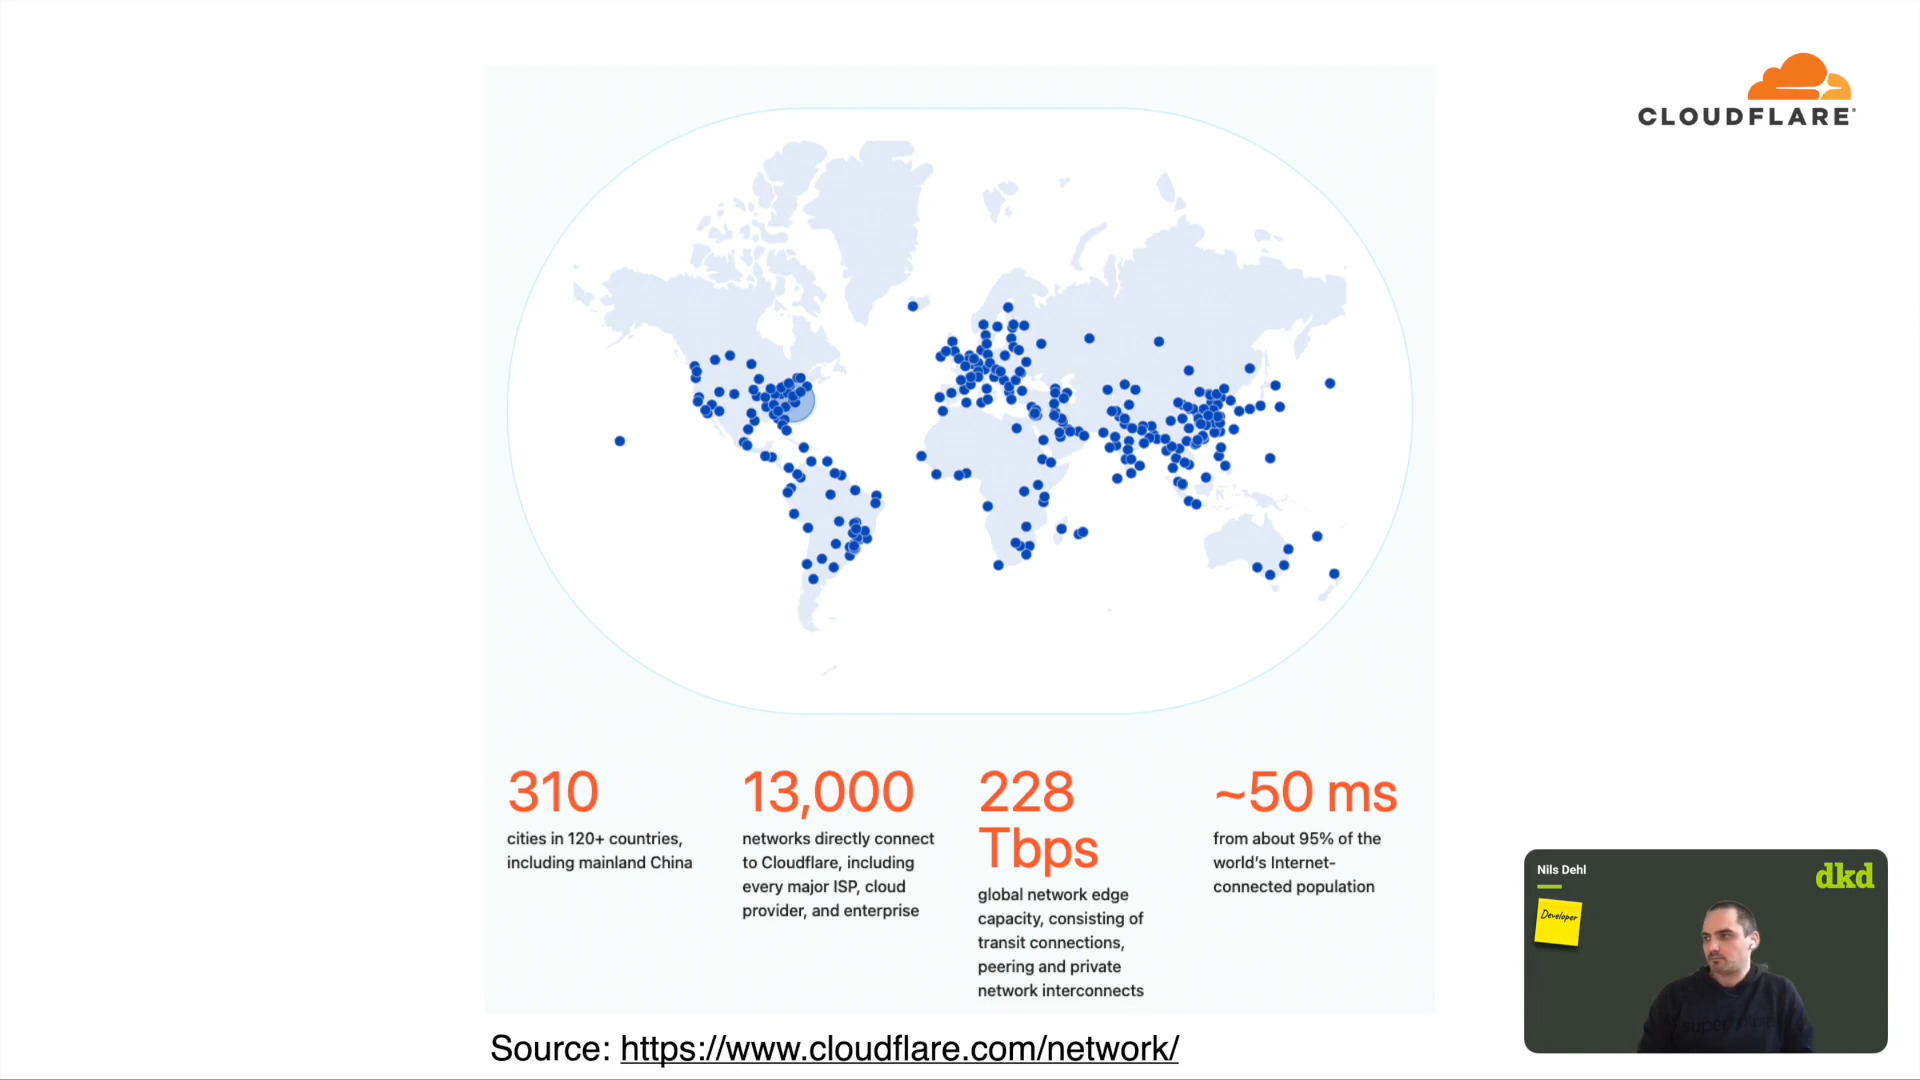 CLOUDFLARE
310
cities in 120+ countries,
including mainland China
13,000
networks directly connect
to Cloudflare, including
every major ISP, cloud
provider, and enterprise
228
Tbps
global network edge
capacity, consisting of
transit connections,
peering and private
network interconnects
~50 ms
from about 95% of the
world's Internet-
connected population
Source: https://www.cloudflare.com/network/
Nils Dehl
dkd
Developer